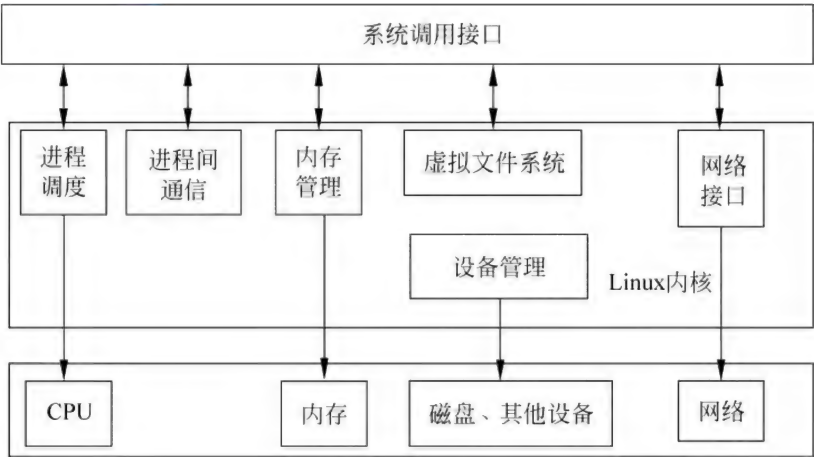 系统调用接口
进程
调度
进程间
通信
内存
管理
虚拟文件系统
网络
接口
设备管理
Linux内核
CPU
内存
磁盘、其他设备
网络